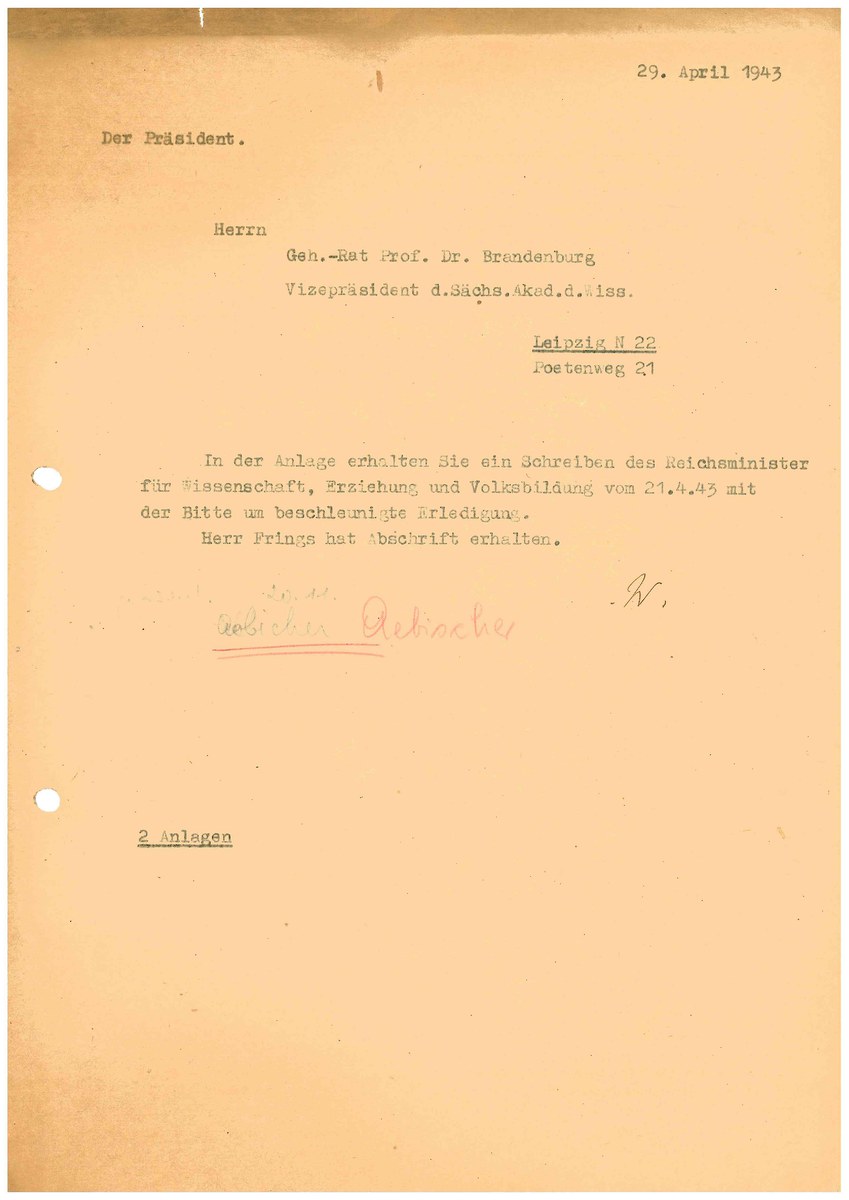 29. April 1943
Der Präsident.
Herrn
Geh.-Rat Prof. Dr. Brandenburg
Vizepräsident d.Sächs.Akad.d.Wiss.
Leipzig N 22
Poetenweg 21
In der Anlage erhalten Sie ein Schreiben des Reichsminister
für Wissenschaft, Erziehung und Volksbildung vom 21.4.43 mit
der Bitte um beschleunigte Erledigung.
Herr Frings hat Abschrift erhalten.
W.
Aebischer
2 Anlagen